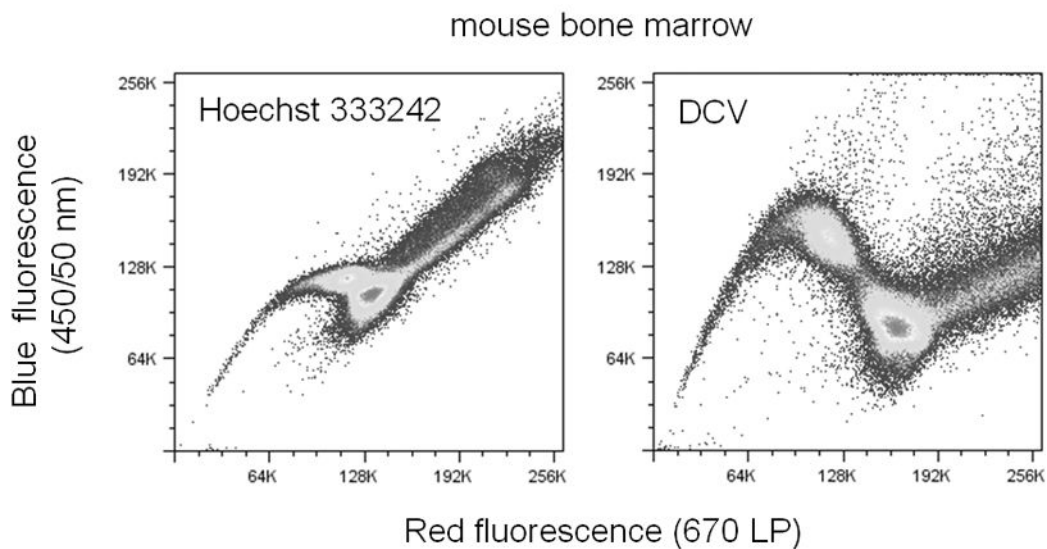 mouse bone marrow
Hoechst 333242
DCV
256K
192K
128K
64K
256K
192K
128K
64K
Blue fluorescence
(450/50 nm)
64K
128K
192K
256K
64K
128K
192K
256K
Red fluorescence (670 LP)